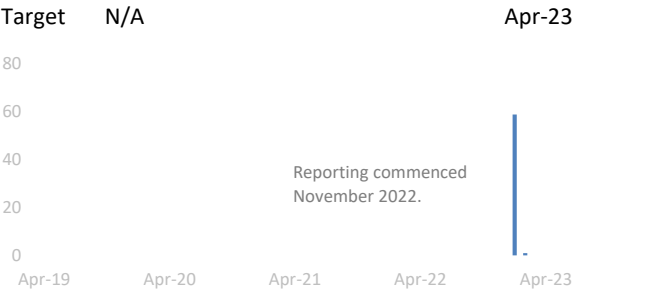 Target N/A Apr-23
80
60
40
Reporting commenced
November 2022.
20
0
Apr-19 Apr-20 Apr-21 Apr-22 Apr-23